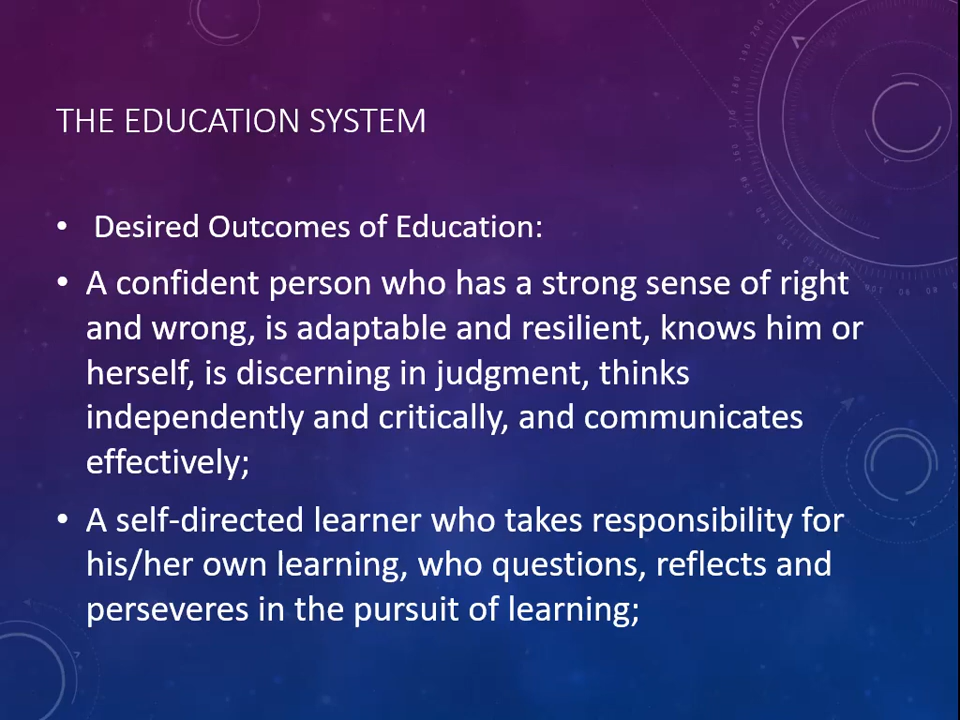 THE EDUCATION SYSTEM
• Desired Outcomes of Education:
• A confident person who has a strong sense of right
and wrong, is adaptable and resilient, knows him or
herself, is discerning in judgment, thinks
independently and critically, and communicates
effectively;
• A self-directed learner who takes responsibility for
his/her own learning, who questions, reflects and
perseveres in the pursuit of learning;